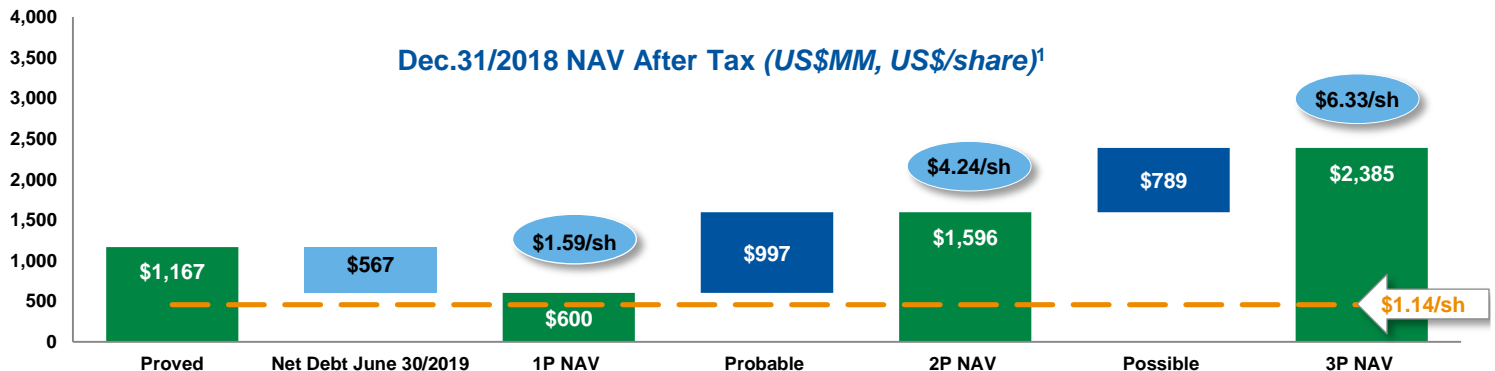 4,000
3,500
3,000
2,500
2,000
1,500
1,000
500
0
Dec.31/2018 NAV After Tax (US$MM, US$/share)¹
$1,167
$567
$1.59/sh
$600
$997
$4.24/sh
$1,596
$789
$6.33/sh
$2,385
$1.14/sh
Proved Net Debt June 30/2019 1P NAV Probable 2P NAV Possible 3P NAV